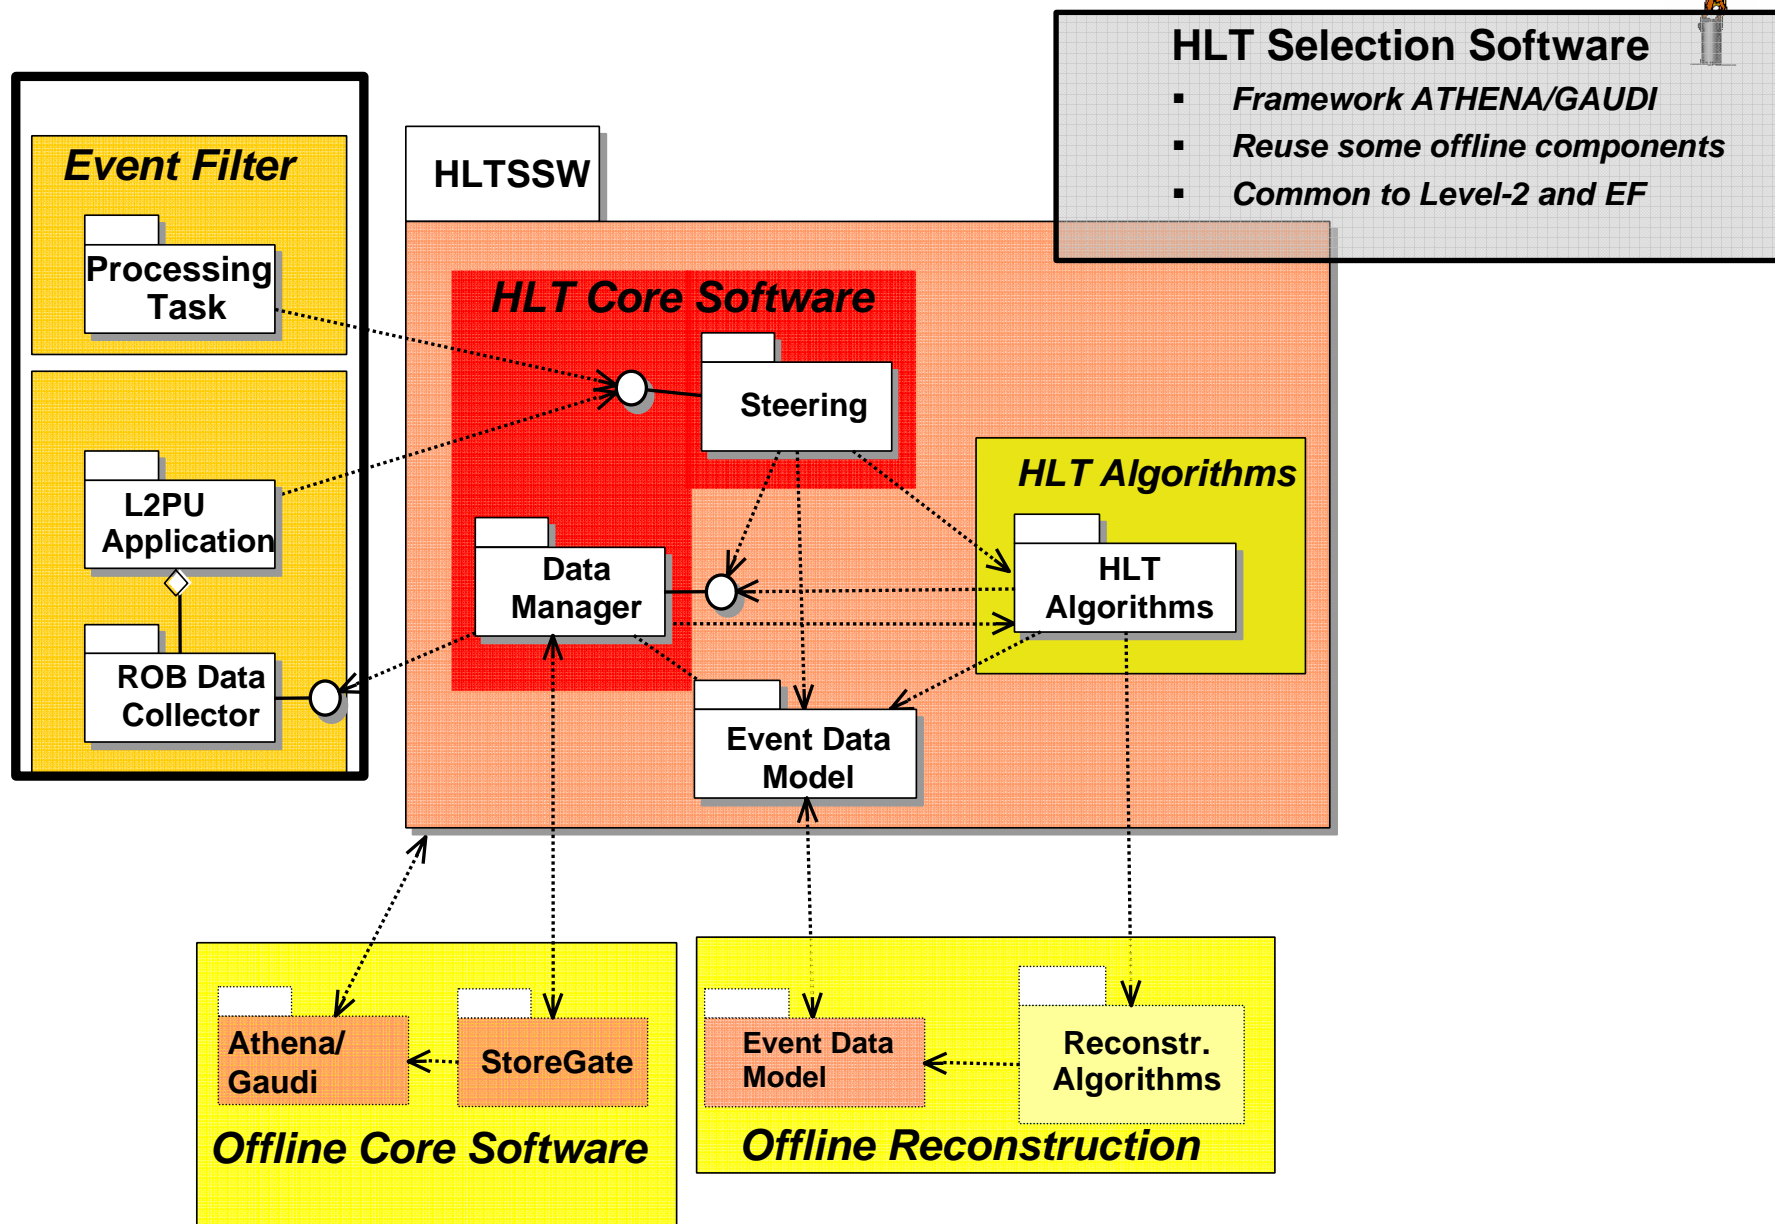 HLT Selection Software
▪ Framework ATHENA/GAUDI
▪ Reuse some offline components
▪ Common to Level-2 and EF
Event Filter
Processing
Task
L2PU
Application
ROB Data
Collector
HLTSSW
HLT Core Software
Steering
Data
Manager
HLT Algorithms
HLT
Algorithms
Event Data
Model
Athena/
Gaudi
StoreGate
Offline Core Software
Event Data
Model
Reconstr.
Algorithms
Offline Reconstruction